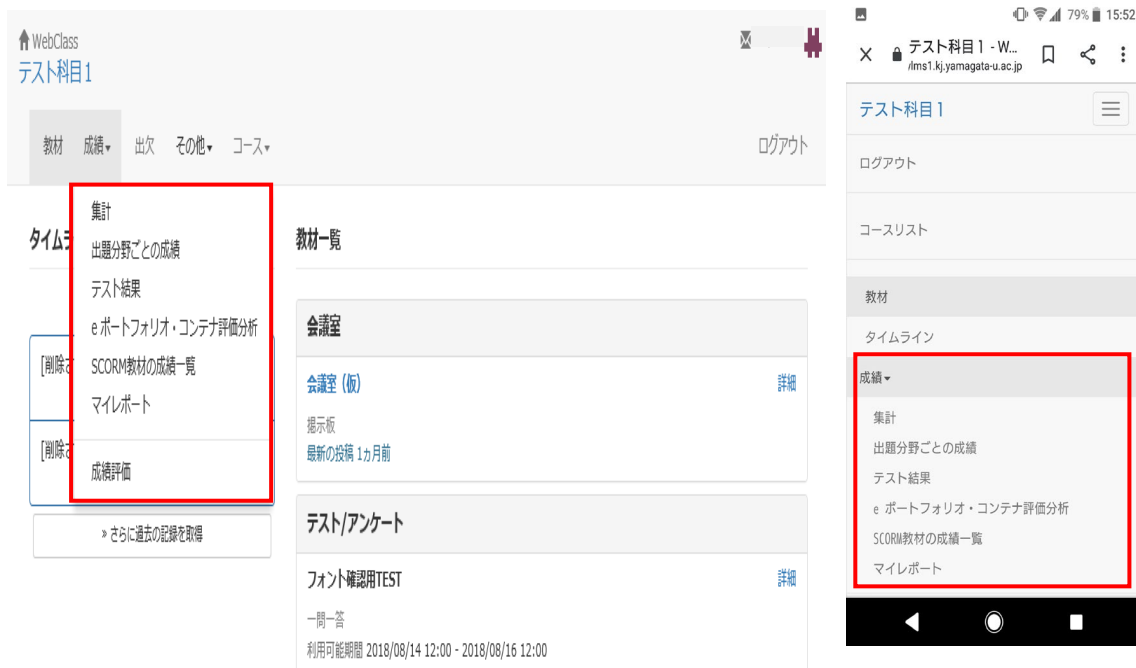 WebClass
テスト科目1
教材 成績▾ 出欠 その他▾ コース▾ ログアウト
集計
出題分野ごとの成績
テスト結果
e ポートフォリオ・コンテナ評価分析
SCORM教材の成績一覧
マイレポート
成績評価
タイムラ
[削除さ
[削除さ
» さらに過去の記録を取得
教材一覧
会議室
会議室（仮） 詳細
掲示板
最新の投稿 1ヵ月前
テスト/アンケート
フォント確認用TEST 詳細
一問一答
利用可能期間 2018/08/14 12:00 - 2018/08/16 12:00
79% 15:52
テスト科目1 - W...
/lms1.kj.yamagata-u.ac.jp
テスト科目1
ログアウト
コースリスト
教材
タイムライン
成績▾
集計
出題分野ごとの成績
テスト結果
e ポートフォリオ・コンテナ評価分析
SCORM教材の成績一覧
マイレポート